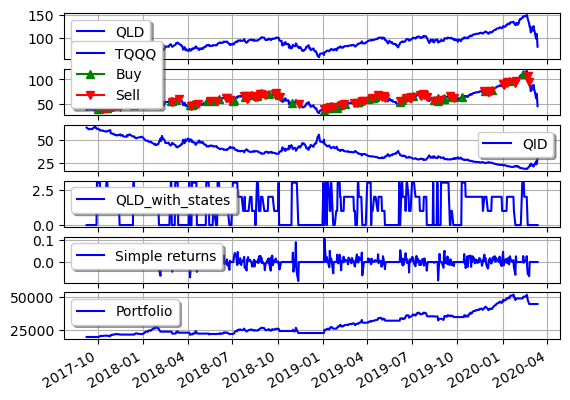 150
100
QLD
TQQQ
Buy
Sell
100
50
50
25
QID
2.5
0.0
QLD_with_states
0.1
0.0
Simple returns
50000
25000
Portfolio
2017-10
2018-01
2018-04
2018-07
2018-10
2019-01
2019-04
2019-07
2019-10
2020-01
2020-04